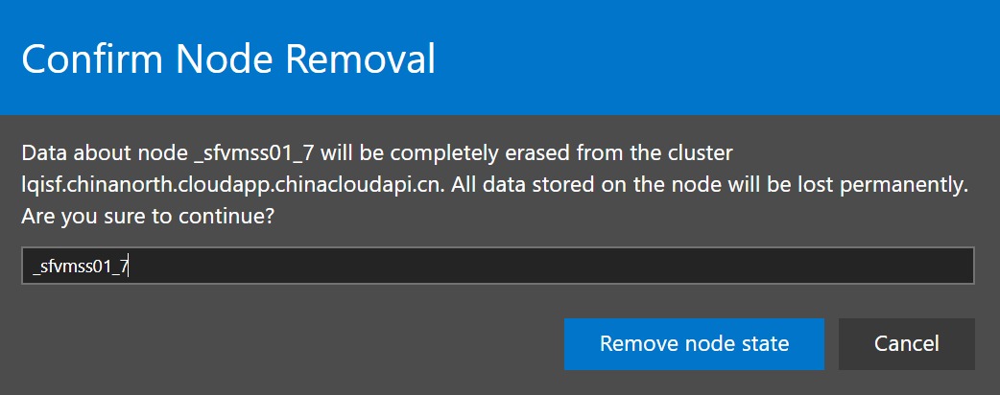 Confirm Node Removal
Data about node _sfvmss01_7 will be completely erased from the cluster
lqisf.chinanorth.cloudapp.chinacloudapi.cn. All data stored on the node will be lost permanently.
Are you sure to continue?
_sfvmss01_7
Remove node state
Cancel